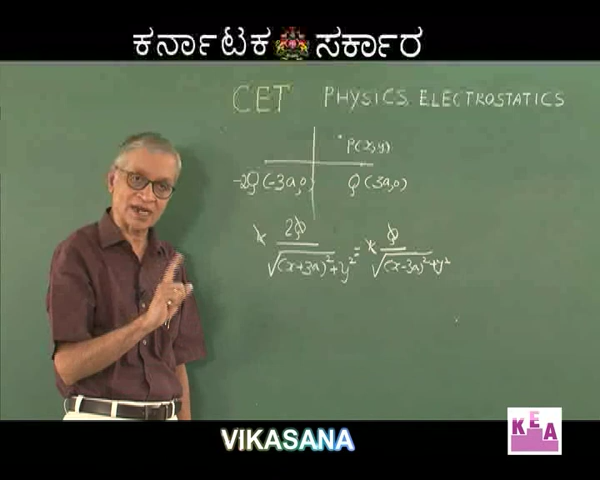 ಕರ್ನಾಟಕ ಸರ್ಕಾರ
CET PHYSICS ELECTROSTATICS
P(x,y)
-2Q(-3a,0) Q(3a,0)
k 2Q/√(x+3a)²+y² = k Q/√(x-3a)²+y²
VIKASANA
KEA